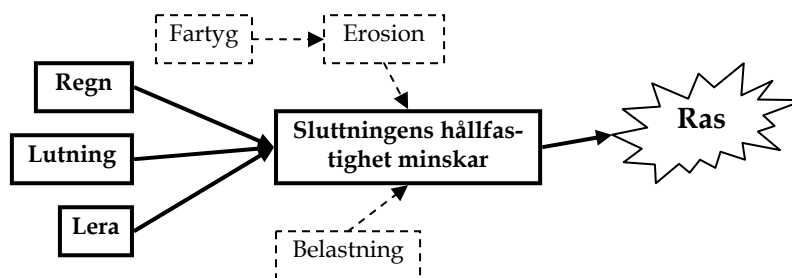 Fartyg
Erosion
Regn
Lutning
Lera
Sluttningens hållfas-
tighet minskar
Ras
Belastning